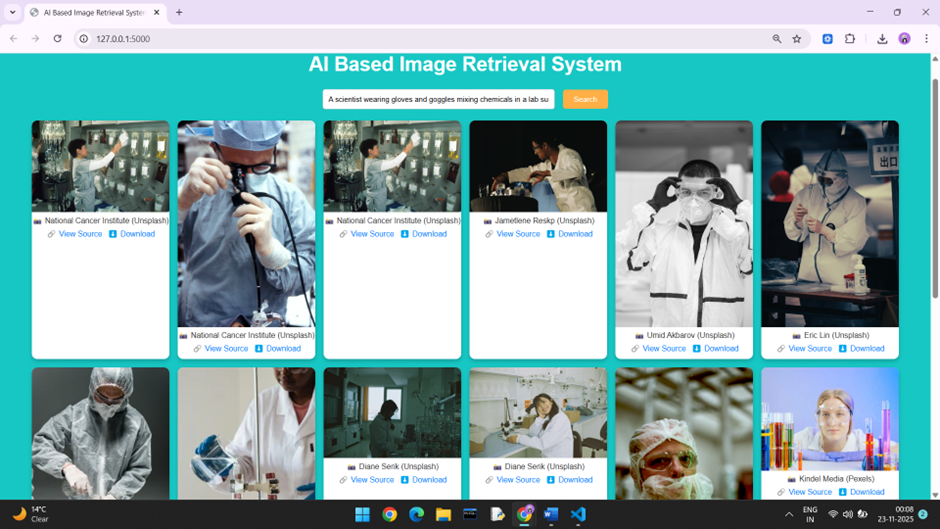 AI Based Image Retrieval System
127.0.0.1:5000
AI Based Image Retrieval System
A scientist wearing gloves and goggles mixing chemicals in a lab su
Search
National Cancer Institute (Unsplash)
View Source Download
National Cancer Institute (Unsplash)
View Source Download
National Cancer Institute (Unsplash)
View Source Download
Jametlene Reskp (Unsplash)
View Source Download
Umid Akbarov (Unsplash)
View Source Download
出口
Eric Lin (Unsplash)
View Source Download
Diane Serik (Unsplash)
View Source Download
Diane Serik (Unsplash)
View Source Download
Kindel Media (Pexels)
View Source Download
14°C
Clear
ENG
IN
00:08
23-11-2025
2